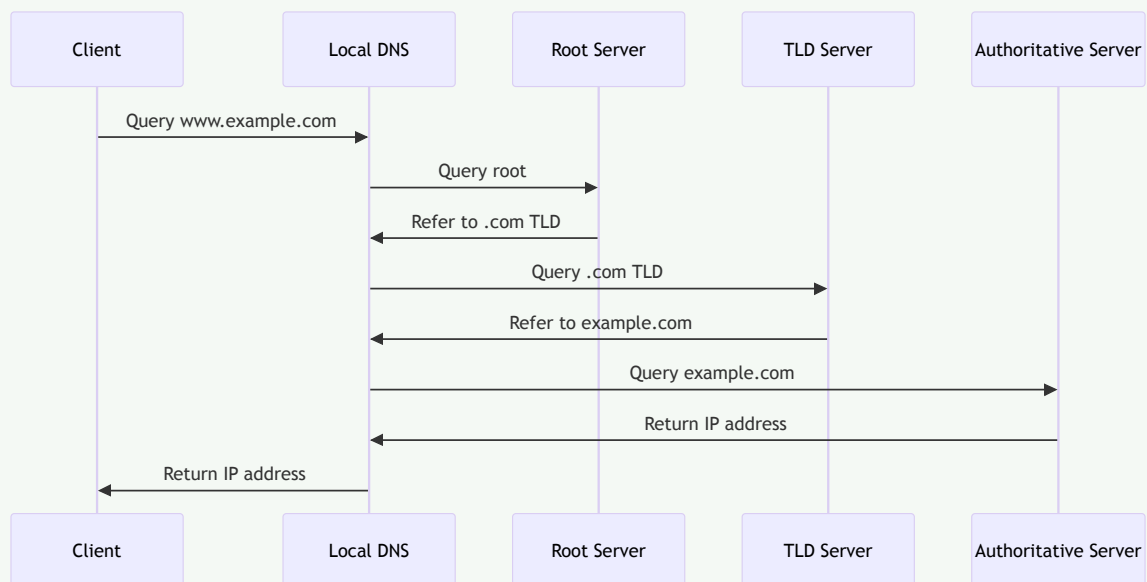 Client
Local DNS
Root Server
TLD Server
Authoritative Server
Query www.example.com
Query root
Refer to .com TLD
Query .com TLD
Refer to example.com
Query example.com
Return IP address
Return IP address
Client
Local DNS
Root Server
TLD Server
Authoritative Server